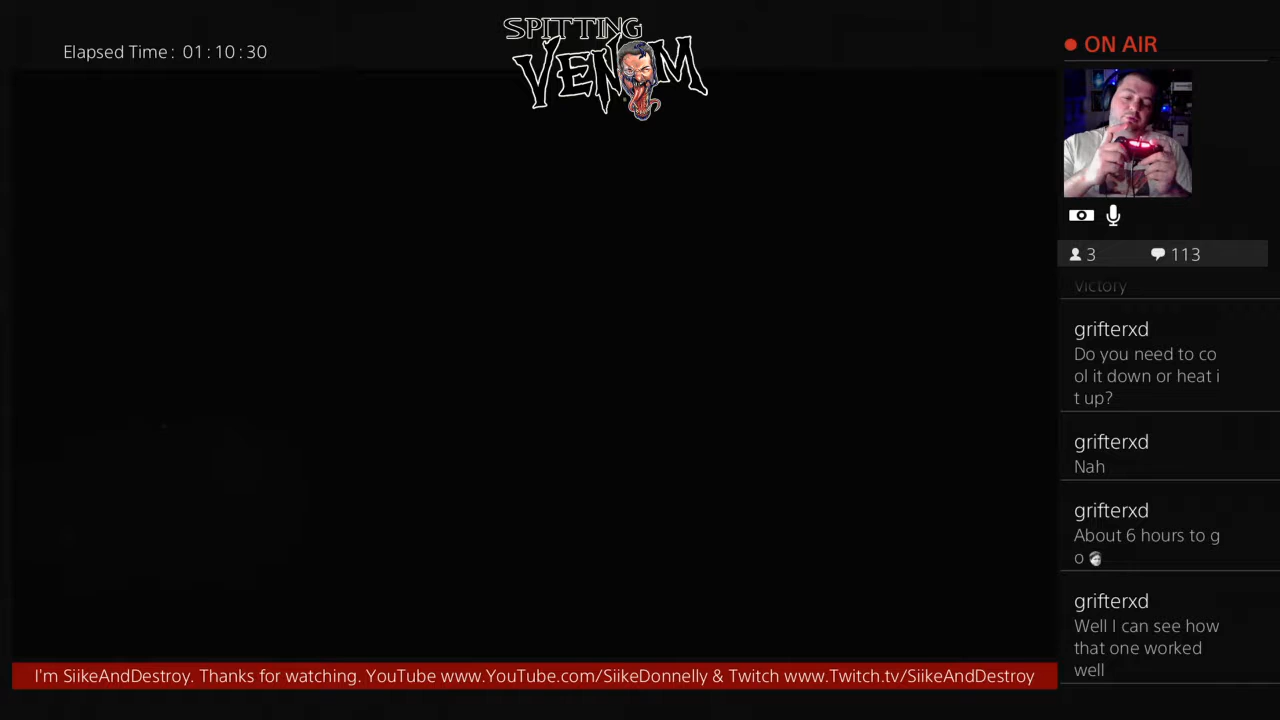 Elapsed Time: 01:10:30
SPITTING
VENOM
ON AIR
3 113
Victory
grifterxd
Do you need to co
ol it down or heat i
t up?
grifterxd
Nah
grifterxd
About 6 hours to g
o
grifterxd
Well I can see how
that one worked
well
I'm SiikeAndDestroy. Thanks for watching. YouTube www.YouTube.com/SiikeDonnelly & Twitch www.Twitch.tv/SiikeAndDestroy